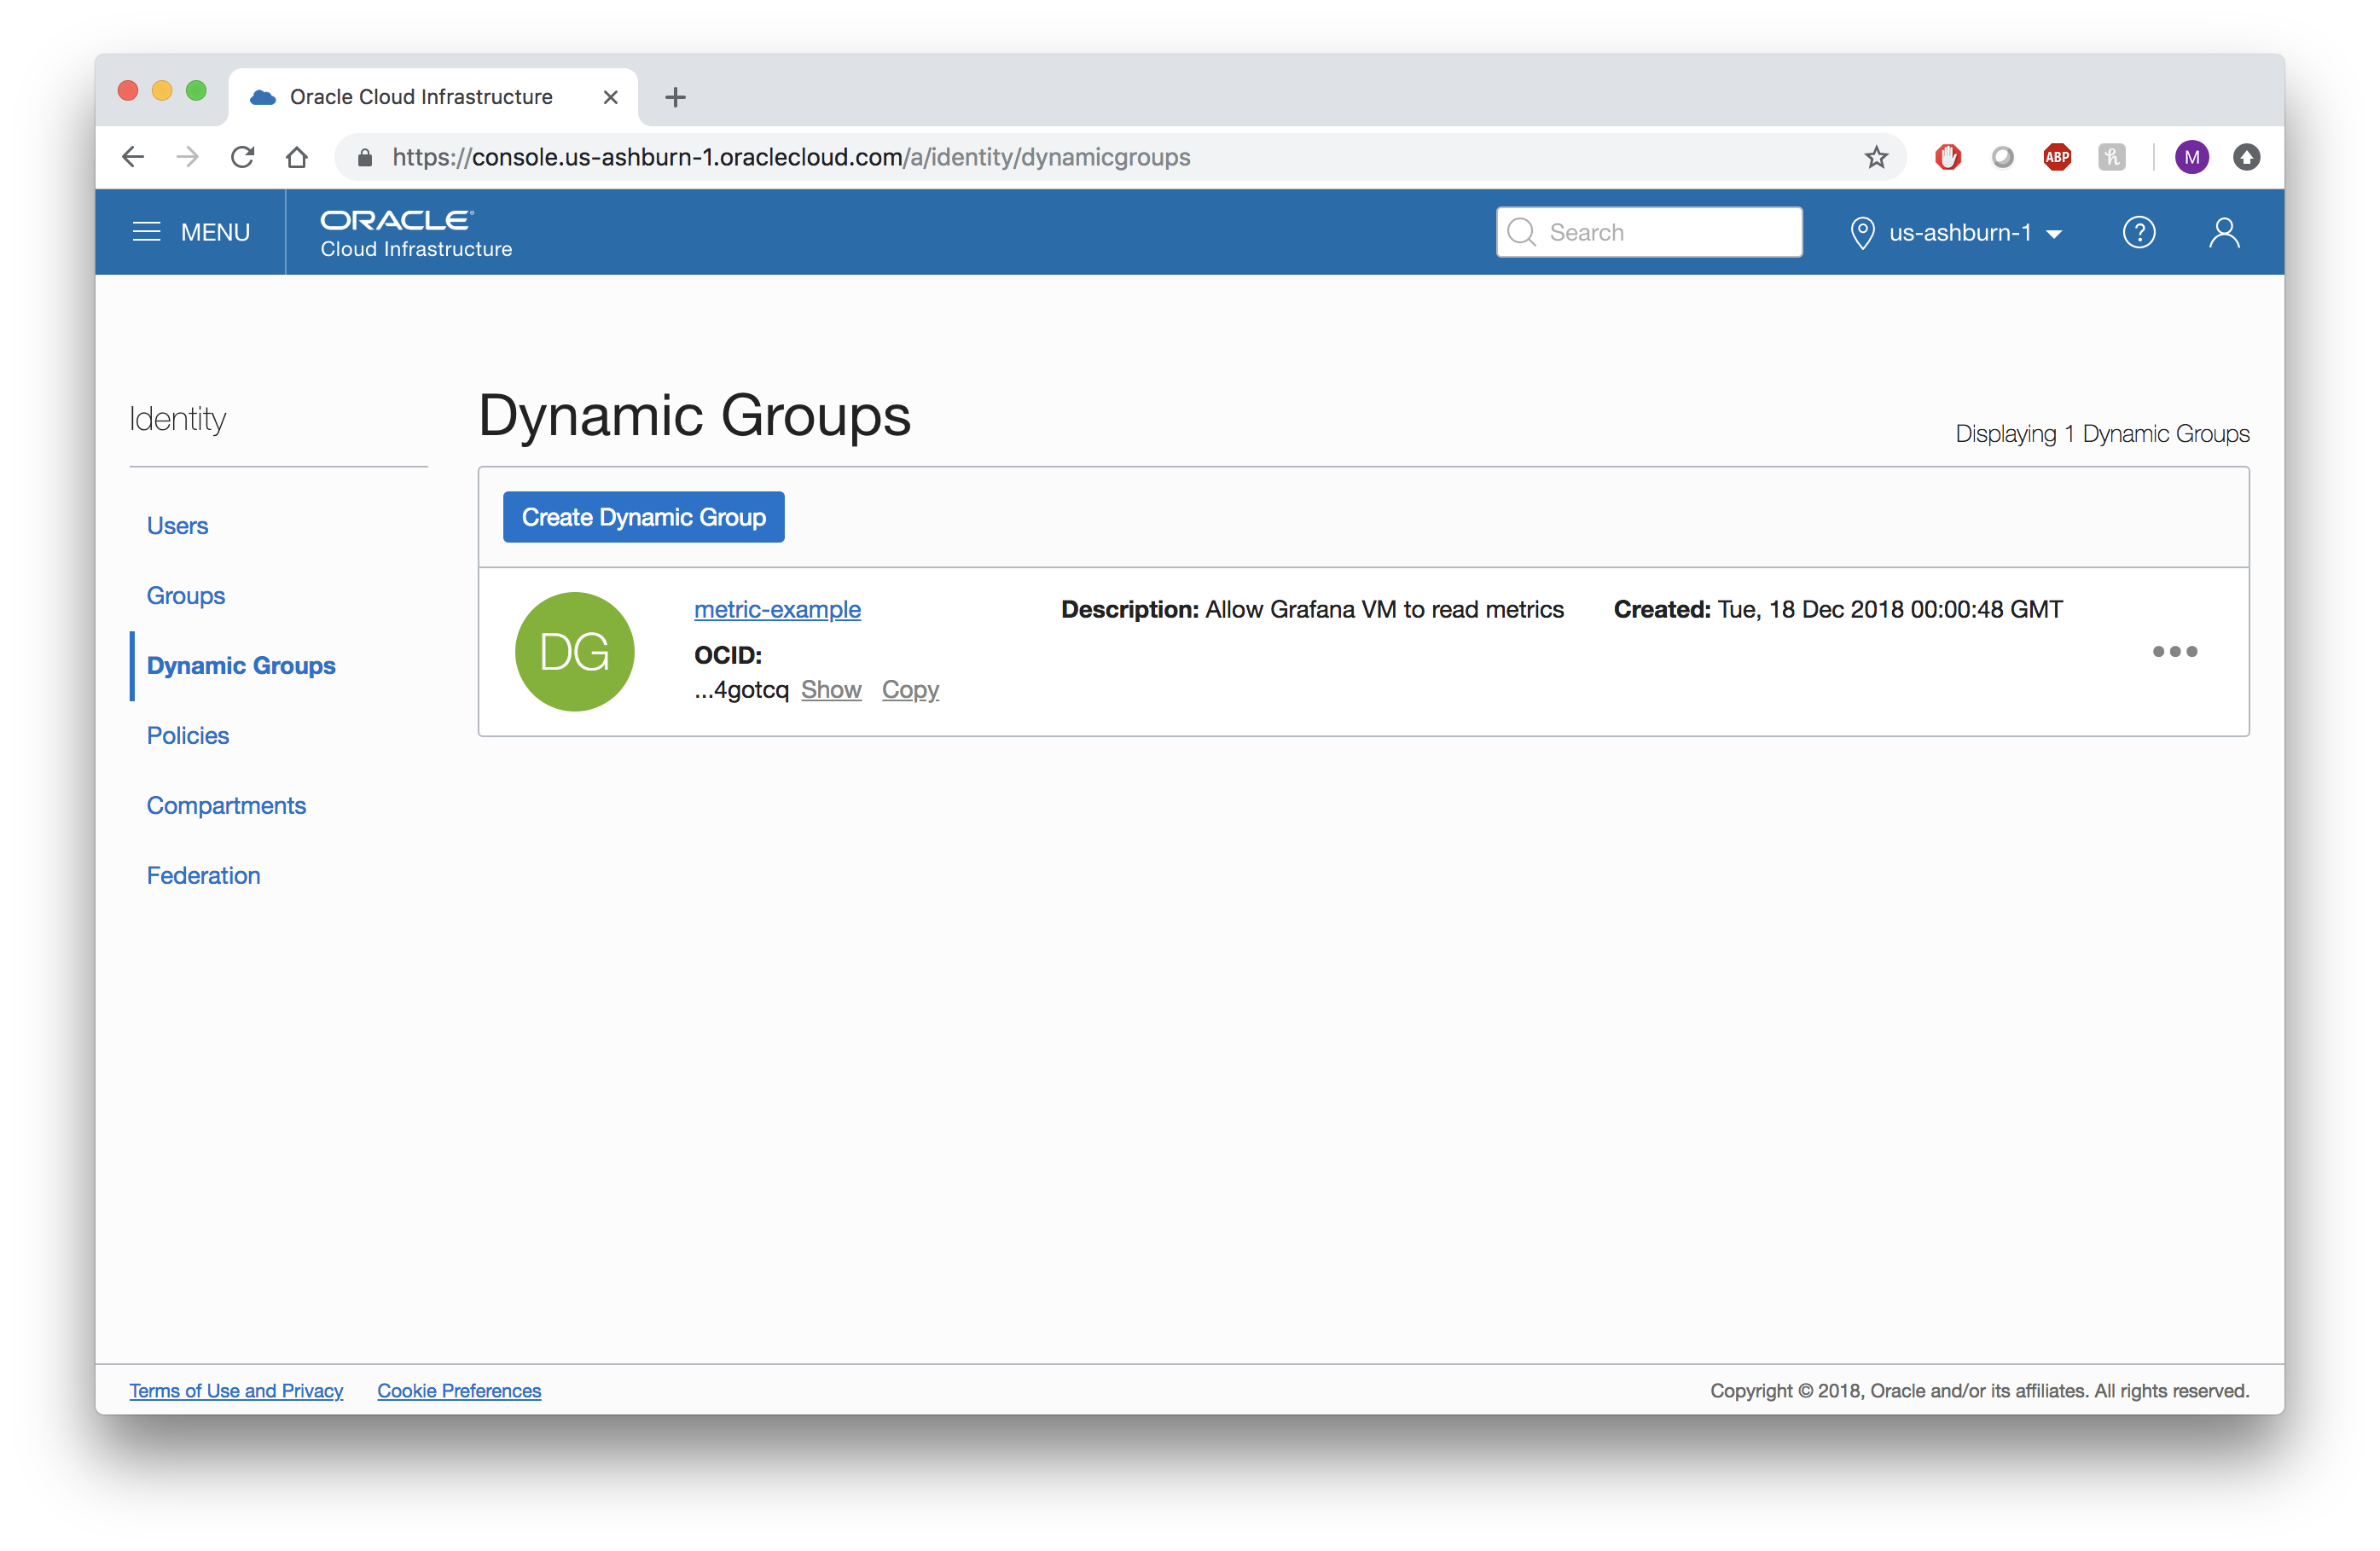 Oracle Cloud Infrastructure
https://console.us-ashburn-1.oraclecloud.com/a/identity/dynamicgroups
ABP
h
M
MENU
ORACLE
Cloud Infrastructure
Search
us-ashburn-1
?
Identity
Dynamic Groups
Displaying 1 Dynamic Groups
Users
Groups
Dynamic Groups
Policies
Compartments
Federation
Create Dynamic Group
DG
metric-example
Description: Allow Grafana VM to read metrics
Created: Tue, 18 Dec 2018 00:00:48 GMT
OCID:
...4gotcq Show Copy
Terms of Use and Privacy Cookie Preferences
Copyright © 2018, Oracle and/or its affiliates. All rights reserved.